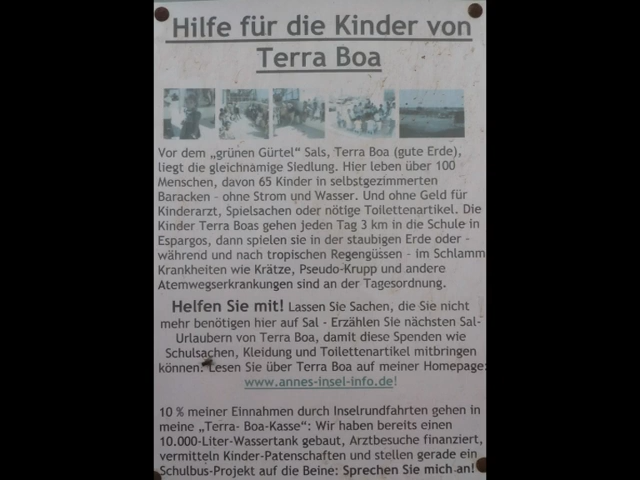 Hilfe für die Kinder von
Terra Boa
Vor dem „grünen Gürtel“ Sals, Terra Boa (gute Erde),
liegt die gleichnamige Siedlung. Hier leben über 100
Menschen, davon 65 Kinder in selbstgezimmerten
Baracken – ohne Strom und Wasser. Und ohne Geld für
Kinderarzt, Spielsachen oder nötige Toilettenartikel. Die
Kinder Terra Boas gehen jeden Tag 3 km in die Schule in
Espargos, dann spielen sie in der staubigen Erde oder –
während und nach tropischen Regengüssen – im Schlamm
Krankheiten wie Krätze, Pseudo-Krupp und andere
Atemwegserkrankungen sind an der Tagesordnung.
Helfen Sie mit! Lassen Sie Sachen, die Sie nicht
mehr benötigen hier auf Sal - Erzählen Sie nächsten Sal-
Urlaubern von Terra Boa, damit diese Spenden wie
Schulsachen, Kleidung und Toilettenartikel mitbringen
können. Lesen Sie über Terra Boa auf meiner Homepage:
www.annes-insel-info.de!
10 % meiner Einnahmen durch Inselrundfahrten gehen in
meine „Terra- Boa-Kasse“: Wir haben bereits einen
10.000-Liter-Wassertank gebaut, Arztbesuche finanziert,
vermitteln Kinder-Patenschaften und stellen gerade ein
Schulbus-Projekt auf die Beine: Sprechen Sie mich an!